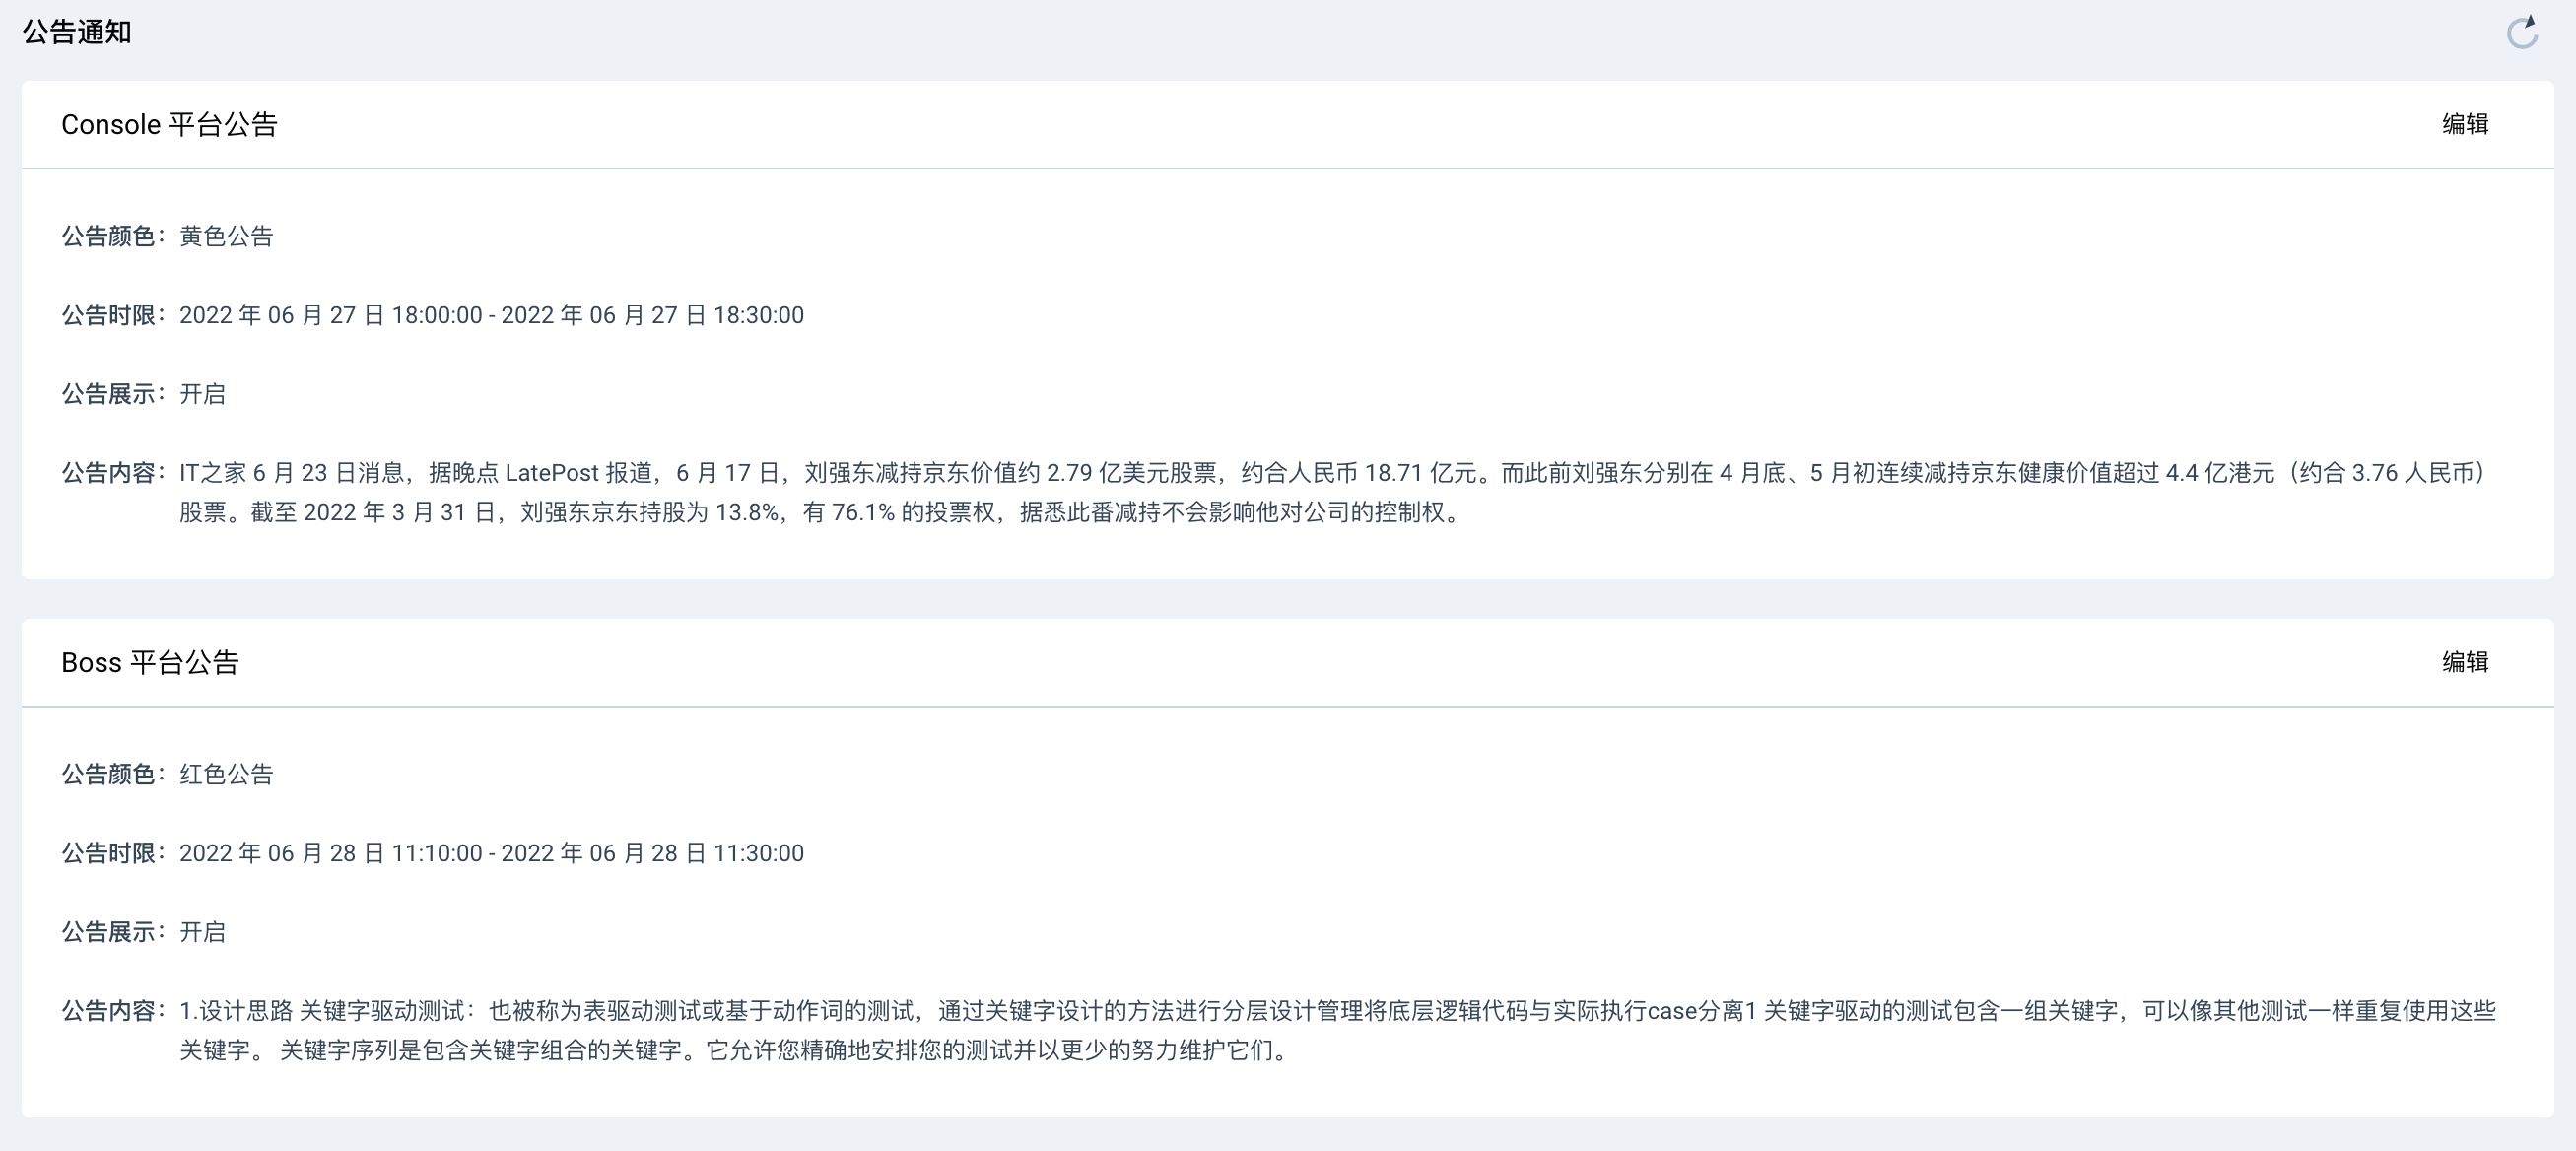 公告通知
Console 平台公告
编辑
公告颜色：黄色公告
公告时限：2022 年 06 月 27 日 18:00:00 - 2022 年 06 月 27 日 18:30:00
公告展示：开启
公告内容：IT之家 6 月 23 日消息，据晚点 LatePost 报道，6 月 17 日，刘强东减持京东价值约 2.79 亿美元股票，约合人民币 18.71 亿元。而此前刘强东分别在 4 月底、5 月初连续减持京东健康价值超过 4.4 亿港元（约合 3.76 人民币）
股票。截至 2022 年 3 月 31 日，刘强东京东持股为 13.8%，有 76.1% 的投票权，据悉此番减持不会影响他对公司的控制权。
Boss 平台公告
编辑
公告颜色：红色公告
公告时限：2022 年 06 月 28 日 11:10:00 - 2022 年 06 月 28 日 11:30:00
公告展示：开启
公告内容：1.设计思路 关键字驱动测试：也被称为表驱动测试或基于动作词的测试，通过关键字设计的方法进行分层设计管理将底层逻辑代码与实际执行case分离1 关键字驱动的测试包含一组关键字，可以像其他测试一样重复使用这些
关键字。 关键字序列是包含关键字组合的关键字。它允许您精确地安排您的测试并以更少的努力维护它们。